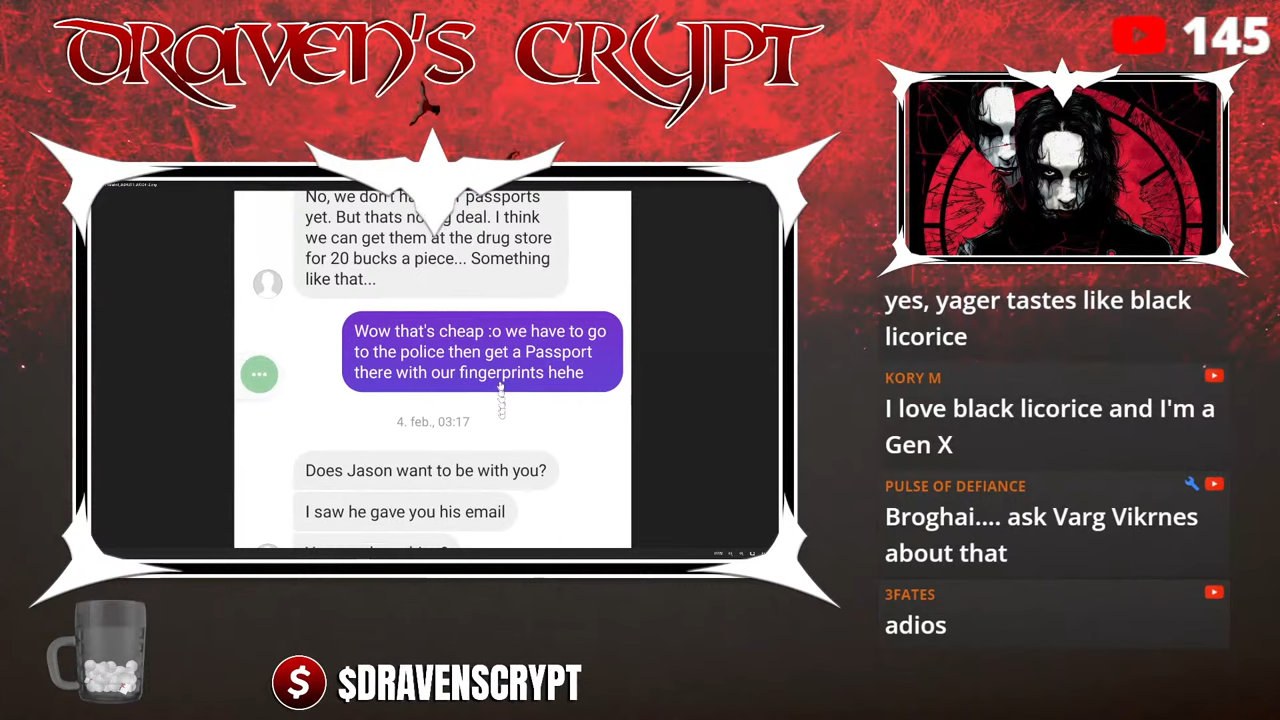 DRAVEN'S CRYPT
145
No, we don't passports
yet. But thats no deal. I think
we can get them at the drug store
for 20 bucks a piece... Something
like that...
Wow that's cheap :o we have to go
to the police then get a Passport
there with our fingerprints hehe
4. feb., 03:17
Does Jason want to be with you?
I saw he gave you his email
yes, yager tastes like black
licorice
KORY M
I love black licorice and I'm a
Gen X
PULSE OF DEFIANCE
Broghai.... ask Varg Vikrnes
about that
3FATES
adios
$ $DRAVENSCRYPT